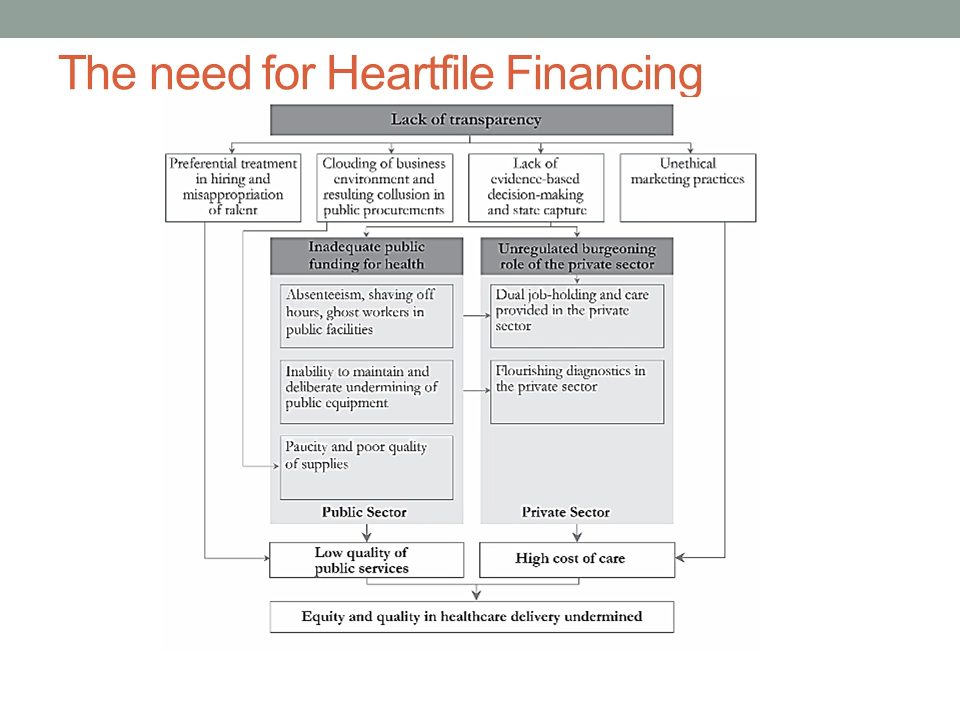 The need for Heartfile Financing
Lack of transparency
Preferential treatment
in hiring and
misappropriation
of talent
Clouding of business
environment and
resulting collusion in
public procurements
Lack of
evidence-based
decision-making
and state capture
Unethical
marketing practices
Inadequate public
funding for health
Unregulated burgeoning
role of the private sector
Absenteeism, shaving off
hours, ghost workers in
public facilities
Dual job-holding and care
provided in the private
sector
Inability to maintain and
deliberate undermining of
public equipment
Flourishing diagnostics in
the private sector
Paucity and poor quality
of supplies
Public Sector
Private Sector
Low quality of
public services
High cost of care
Equity and quality in healthcare delivery undermined